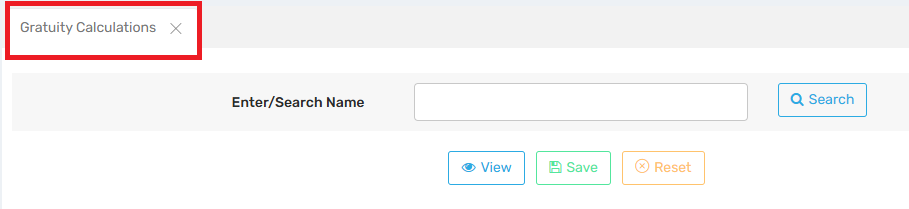 Gratuity Calculations
Enter/Search Name
Search
View
Save
Reset